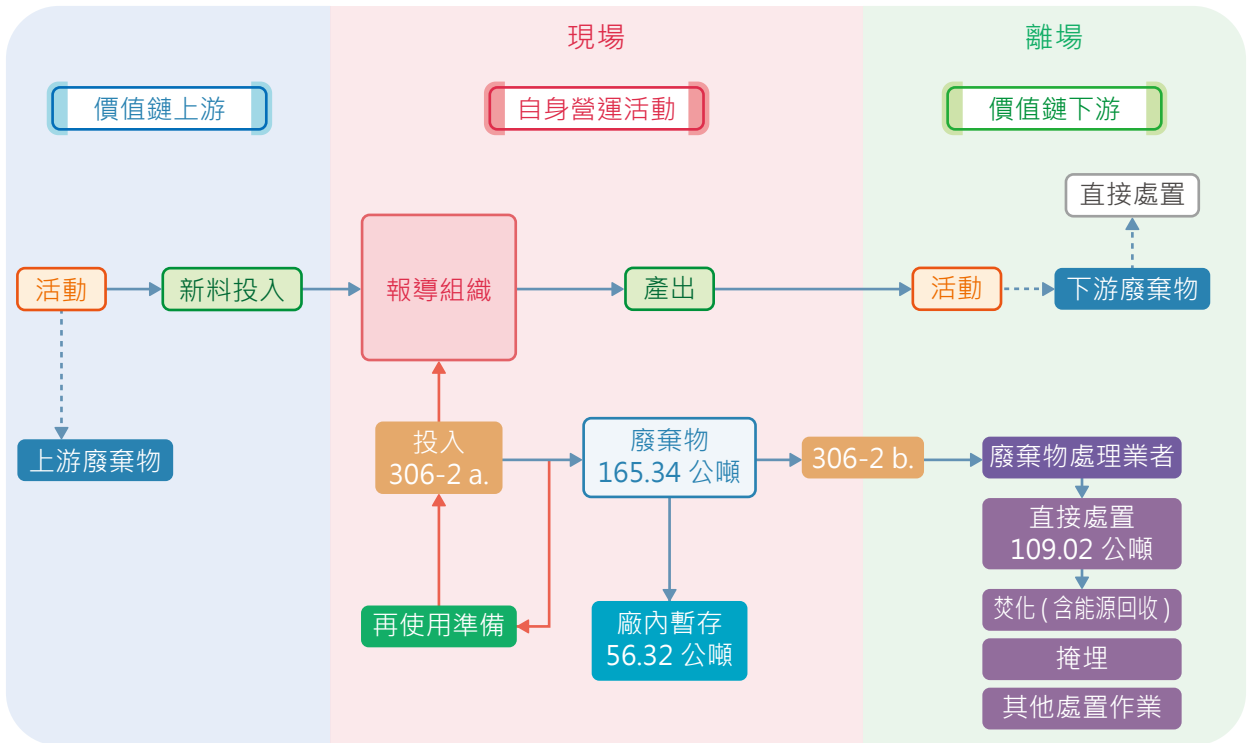 現場
離場
價值鏈上游
自身營運活動
價值鏈下游
直接處置
活動
新料投入
報導組織
產出
活動
下游廢棄物
上游廢棄物
投入
306-2 a.
廢棄物
165.34 公噸
306-2 b.
廢棄物處理業者
直接處置
109.02 公噸
再使用準備
廠內暫存
56.32 公噸
焚化 ( 含能源回收 )
掩埋
其他處置作業